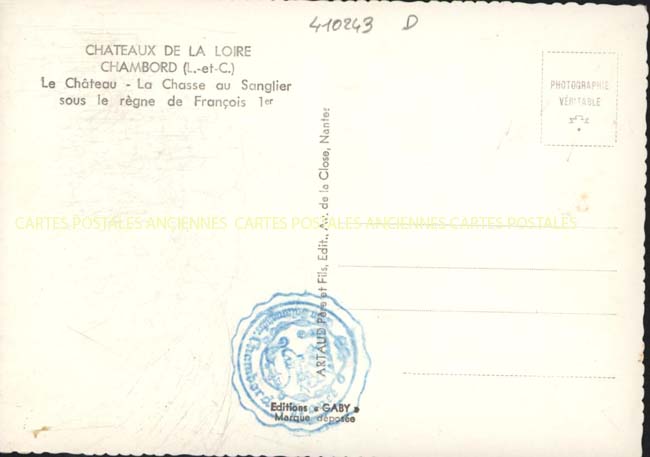 410243 D
CHATEAUX DE LA LOIRE
CHAMBORD (L.-et-C.)
Le Château - La Chasse au Sanglier
sous le règne de François 1er
PHOTOGRAPHIE
VÉRITABLE
ARTAUD Père et Fils, Edit., Av. de la Close, Nantes
CARTES POSTALES ANCIENNES CARTES POSTALES ANCIENNES CARTES POSTALES
Chambord
Editions « GABY »
Marque déposée